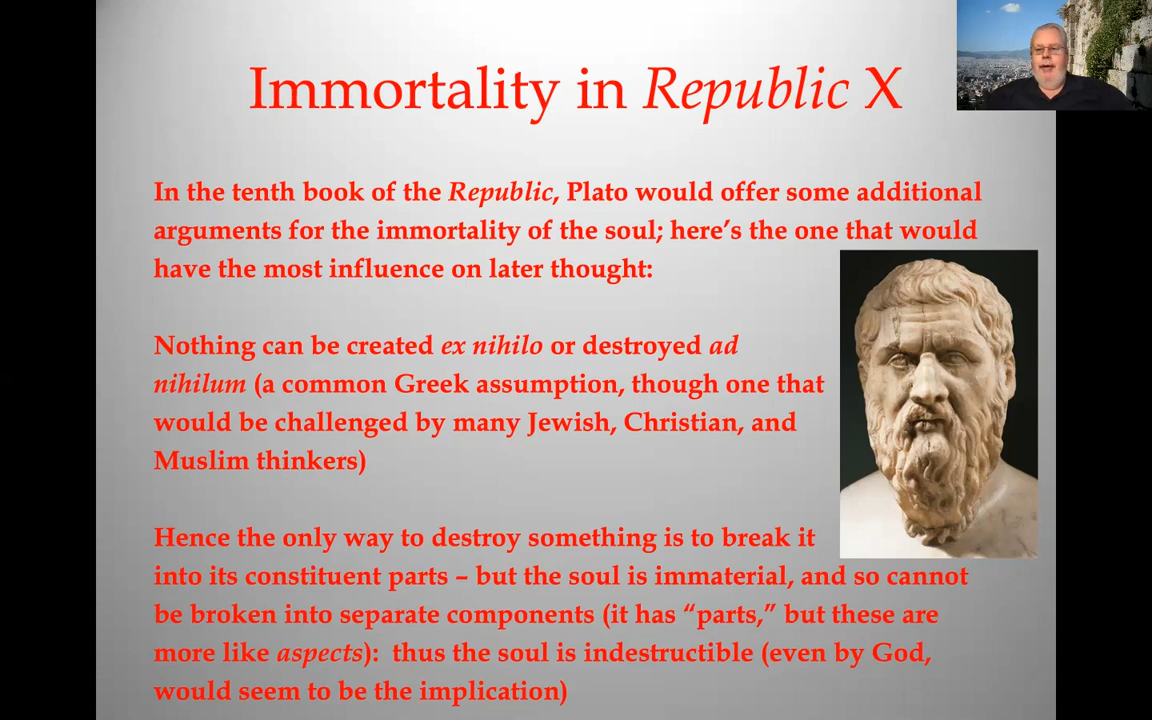 Immortality in Republic X
In the tenth book of the Republic, Plato would offer some additional
arguments for the immortality of the soul; here’s the one that would
have the most influence on later thought:
Nothing can be created ex nihilo or destroyed ad
nihilum (a common Greek assumption, though one that
would be challenged by many Jewish, Christian, and
Muslim thinkers)
Hence the only way to destroy something is to break it
into its constituent parts – but the soul is immaterial, and so cannot
be broken into separate components (it has “parts,” but these are
more like aspects): thus the soul is indestructible (even by God,
would seem to be the implication)